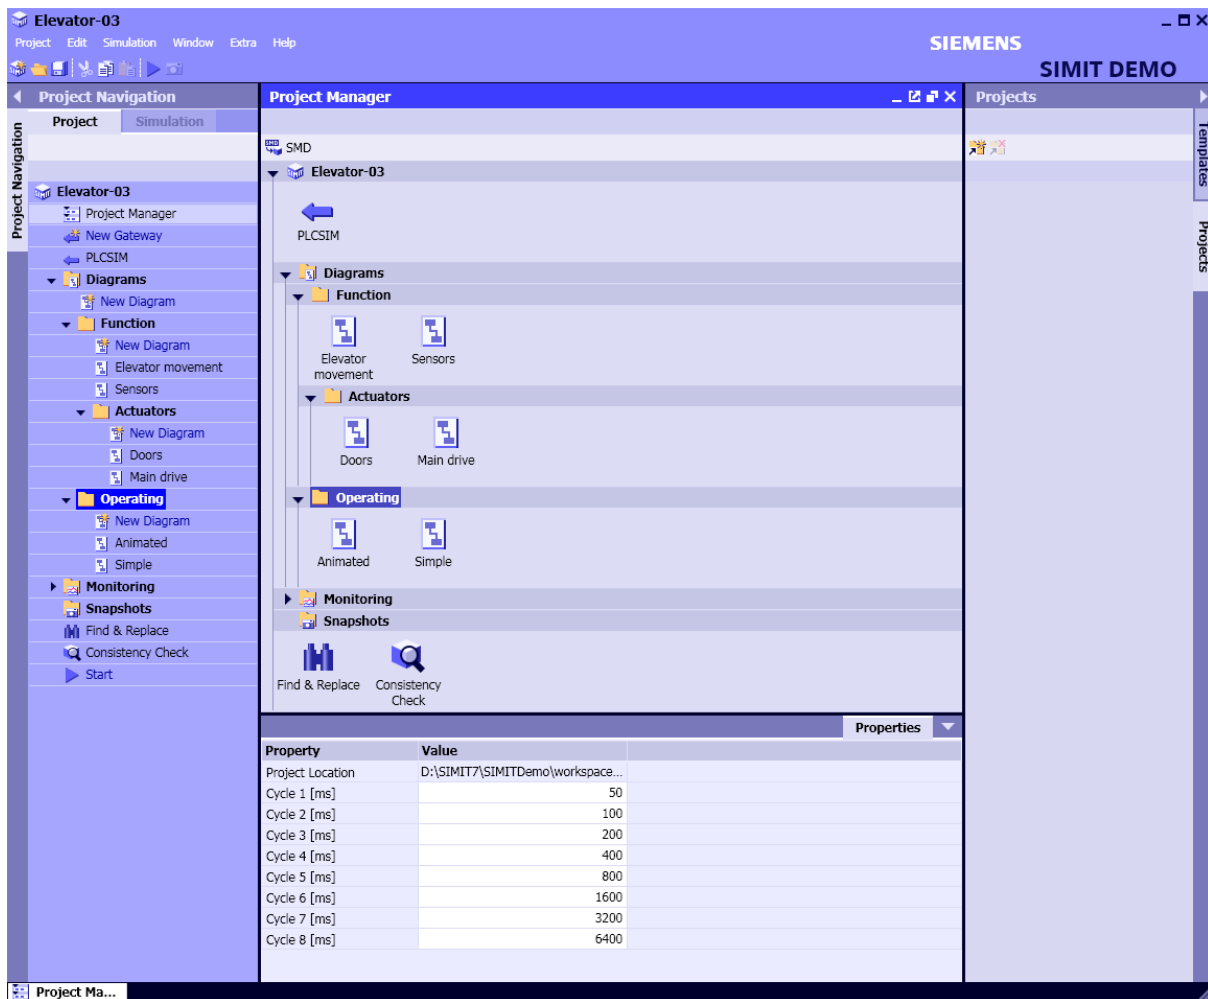 Elevator-03
Project Edit Simulation Window Extra Help
SIEMENS
SIMIT DEMO
Project Navigation
Project Simulation
Project Navigation
Elevator-03
Project Manager
New Gateway
PLCSIM
Diagrams
New Diagram
Function
New Diagram
Elevator movement
Sensors
Actuators
New Diagram
Doors
Main drive
Operating
New Diagram
Animated
Simple
Monitoring
Snapshots
Find & Replace
Consistency Check
Start
Project Manager
SMD
Elevator-03
PLCSIM
Diagrams
Function
Elevator movement
Sensors
Actuators
Doors
Main drive
Operating
Animated
Simple
Monitoring
Snapshots
Find & Replace
Consistency Check
Properties
Property Value
Project Location D:\SIMIT7\SIMITDemo\workspace...
Cycle 1 [ms] 50
Cycle 2 [ms] 100
Cycle 3 [ms] 200
Cycle 4 [ms] 400
Cycle 5 [ms] 800
Cycle 6 [ms] 1600
Cycle 7 [ms] 3200
Cycle 8 [ms] 6400
Projects
Templates
Projects
Project Ma...